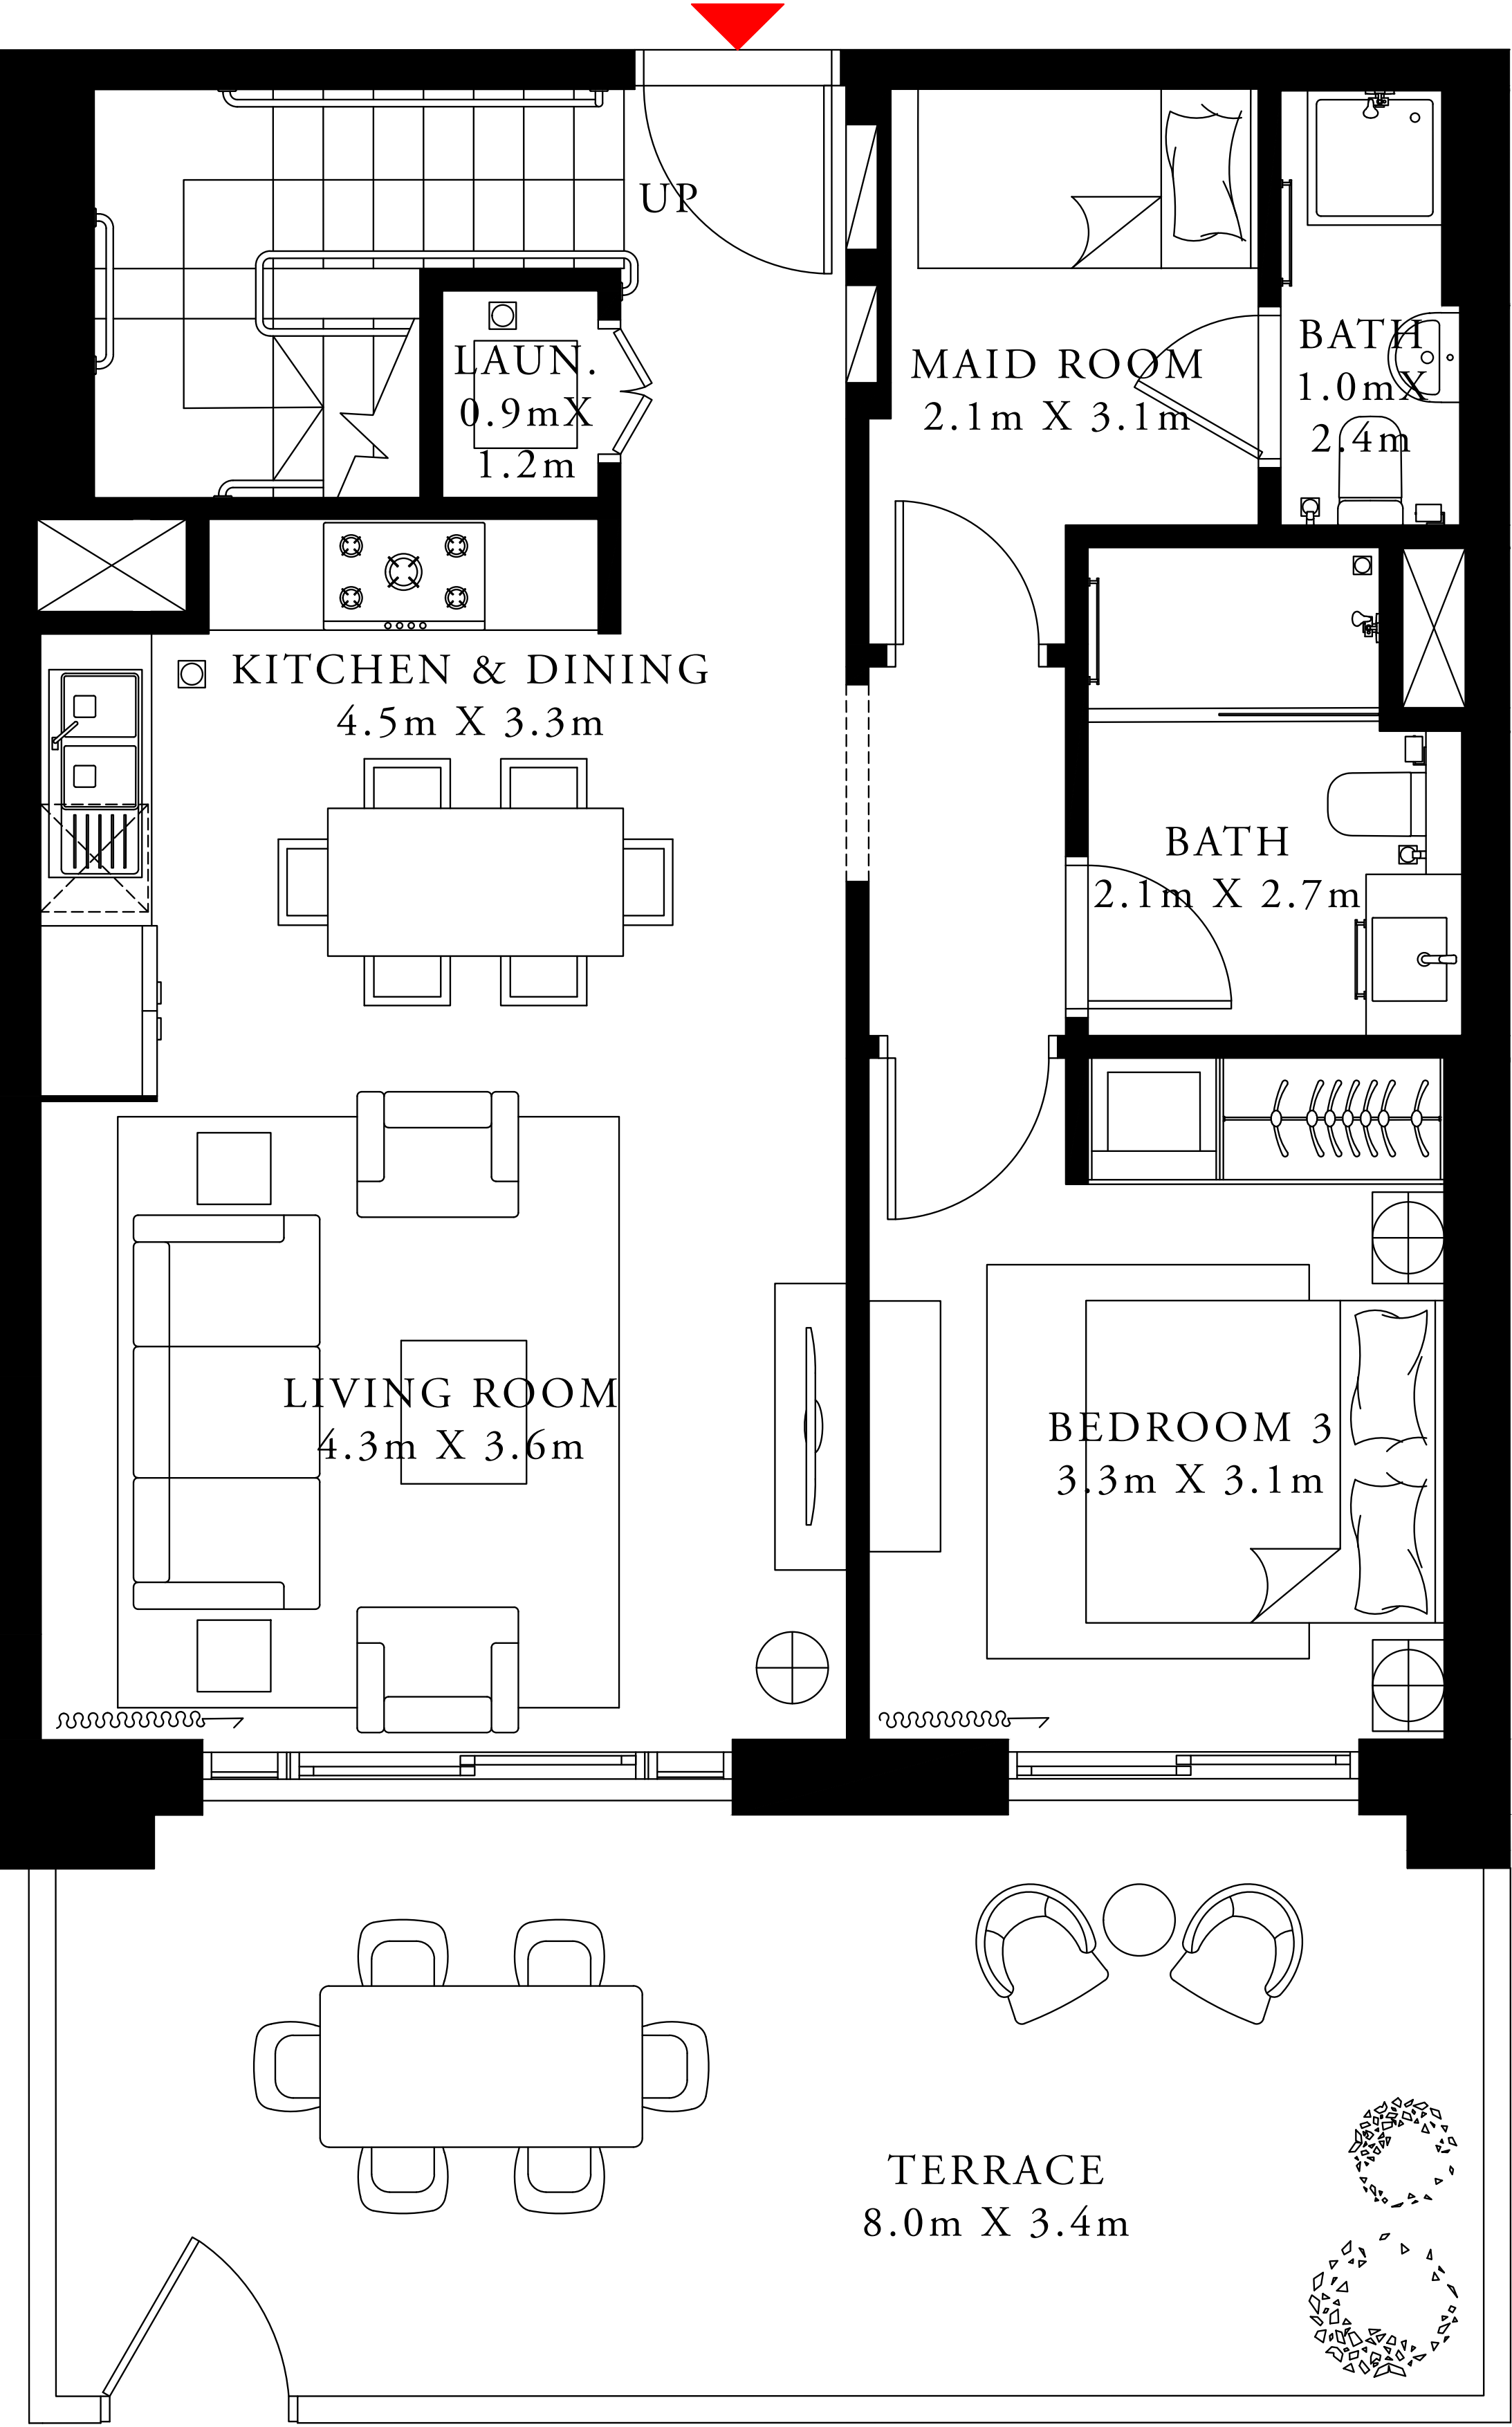 UP
LAUN.
0.9mX
1.2m
MAID ROOM
2.1m X 3.1m
BATH
1.0mX
2.4m
KITCHEN & DINING
4.5m X 3.3m
BATH
2.1m X 2.7m
LIVING ROOM
4.3m X 3.6m
BEDROOM 3
3.3m X 3.1m
TERRACE
8.0m X 3.4m